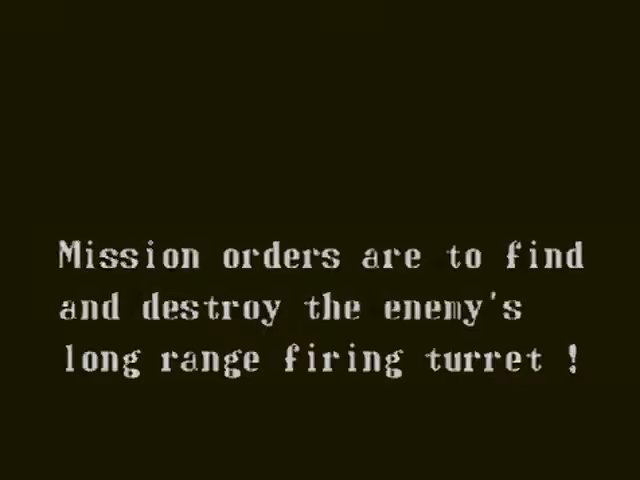 Mission orders are to find
and destroy the enemy's
long range firing turret !